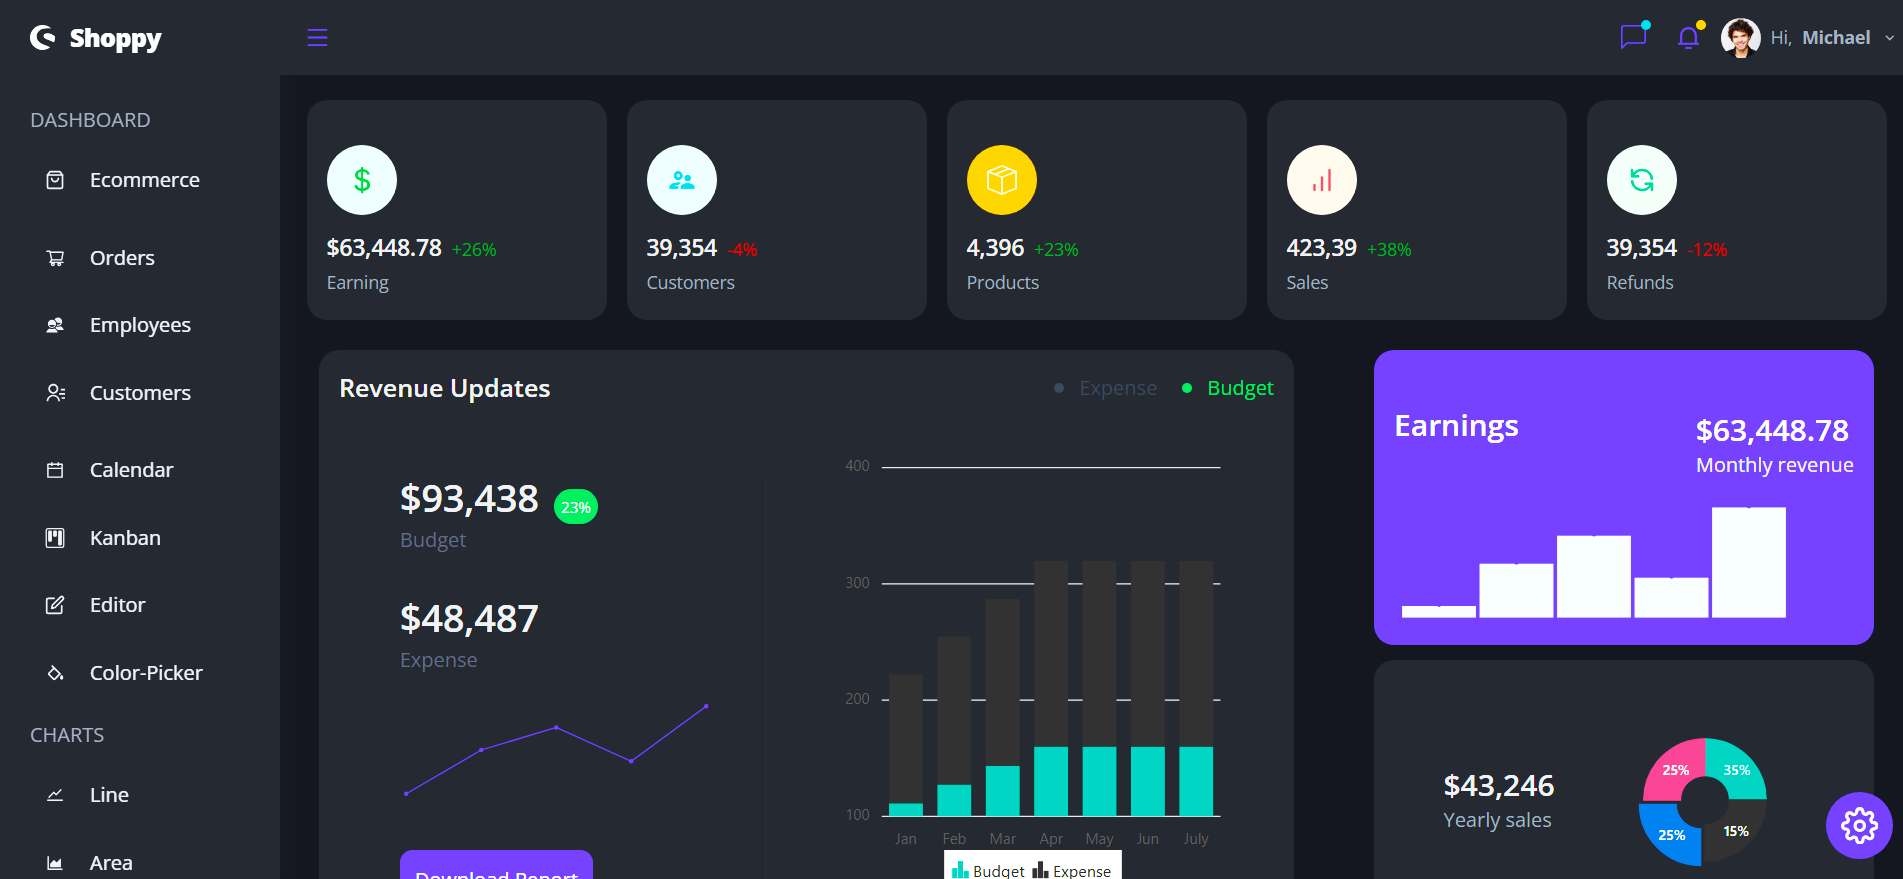 Shoppy
Hi, Michael
DASHBOARD
Ecommerce
Orders
Employees
Customers
Calendar
Kanban
Editor
Color-Picker
CHARTS
Line
Area
$63,448.78 +26%
Earning
39,354 -4%
Customers
4,396 +23%
Products
423,39 +38%
Sales
39,354 -12%
Refunds
Revenue Updates
Expense
Budget
$93,438 23%
Budget
$48,487
Expense
Download Report
400
300
200
100
Jan Feb Mar Apr May Jun July
Budget Expense
Earnings
$63,448.78
Monthly revenue
$43,246
Yearly sales
25% 35%
25% 15%